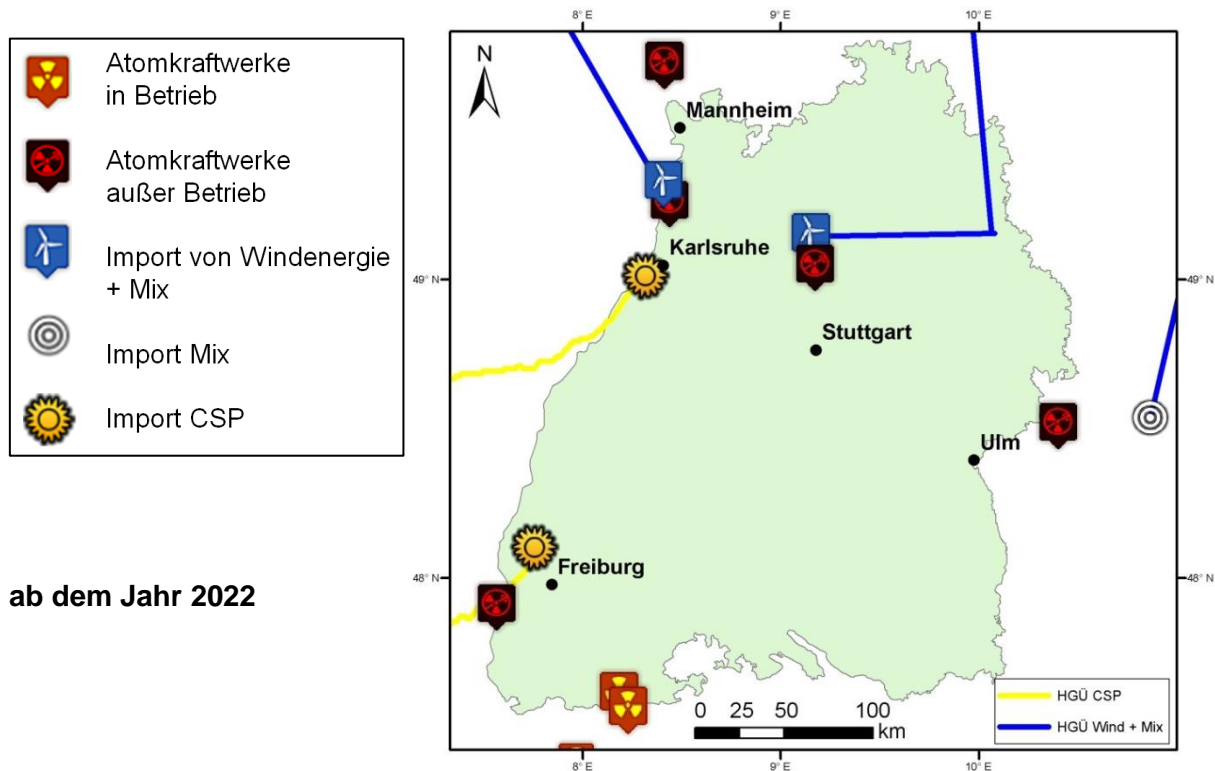 Atomkraftwerke
in Betrieb
Atomkraftwerke
außer Betrieb
Import von Windenergie
+ Mix
Import Mix
Import CSP
ab dem Jahr 2022
8° E
9° E
10° E
N
Mannheim
Karlsruhe
49° N
49° N
Stuttgart
Ulm
Freiburg
48° N
48° N
0 25 50 100
km
HGÜ CSP
HGÜ Wind + Mix
8° E
9° E
10° E